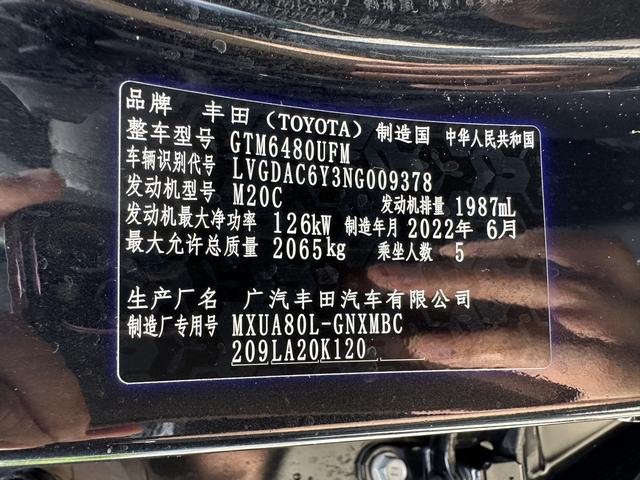 品牌 丰田（TOYOTA） 制造国 中华人民共和国
整车型号 GTM6480UFM
车辆识别代号 LVGDAC6Y3NG009378
发动机型号 M20C 发动机排量 1987mL
发动机最大净功率 126kW 制造年月 2022年 6月
最大允许总质量 2065kg 乘坐人数 5
生产厂名 广汽丰田汽车有限公司
制造厂专用号 MXUA80L-GNXMBC
209LA20K120